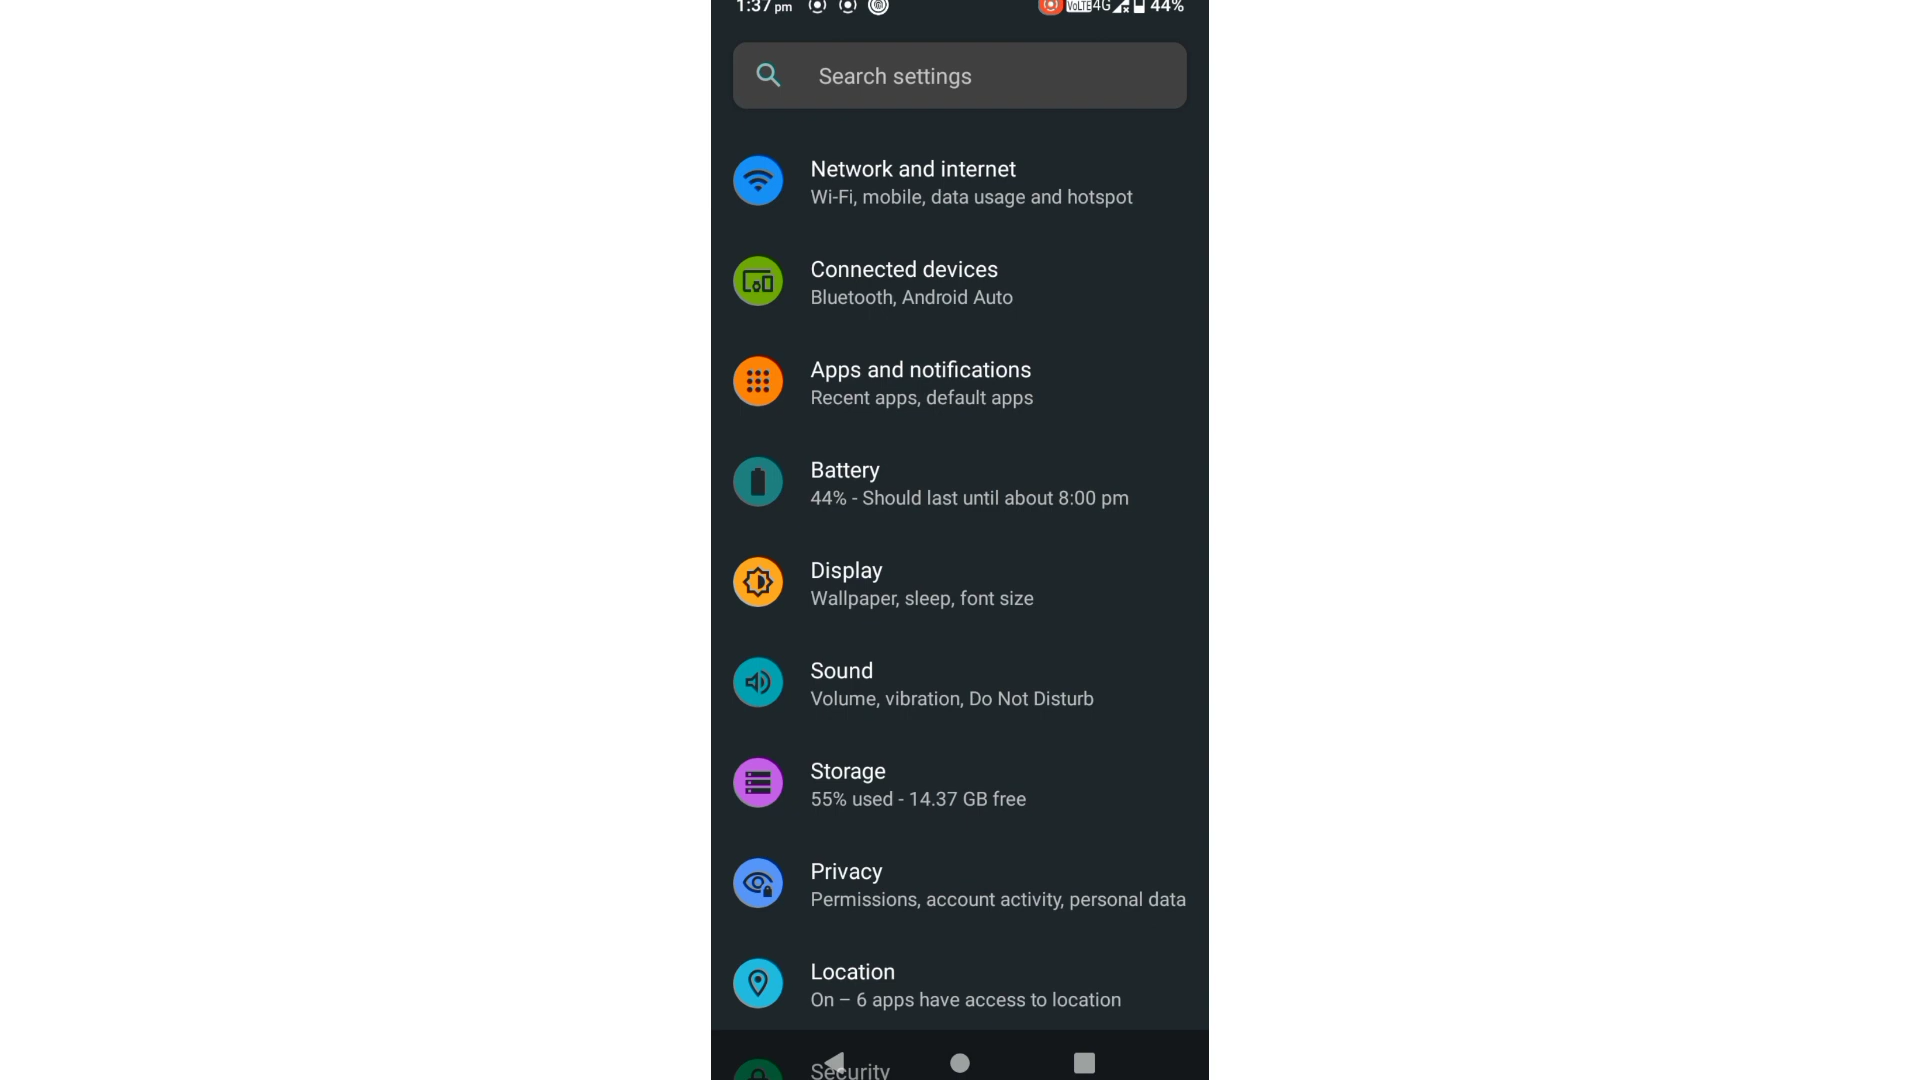 1:37 pm VoLTE 4G 44%
Search settings
Network and internet
Wi-Fi, mobile, data usage and hotspot
Connected devices
Bluetooth, Android Auto
Apps and notifications
Recent apps, default apps
Battery
44% - Should last until about 8:00 pm
Display
Wallpaper, sleep, font size
Sound
Volume, vibration, Do Not Disturb
Storage
55% used - 14.37 GB free
Privacy
Permissions, account activity, personal data
Location
On – 6 apps have access to location
Security